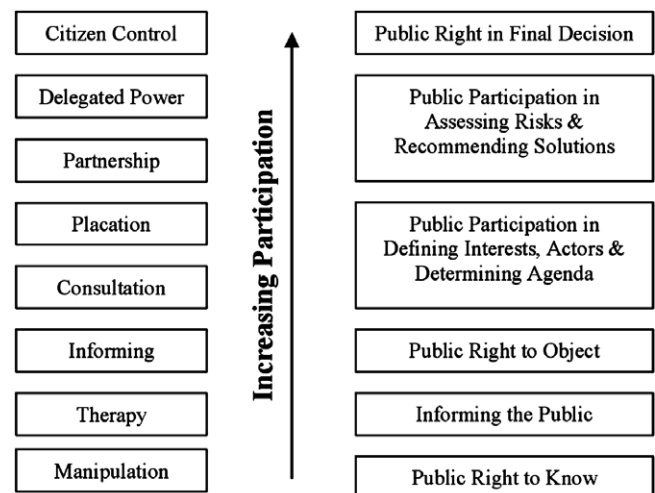 Citizen Control
Delegated Power
Partnership
Placation
Consultation
Informing
Therapy
Manipulation
Increasing Participation
Public Right in Final Decision
Public Participation in
Assessing Risks &
Recommending Solutions
Public Participation in
Defining Interests, Actors &
Determining Agenda
Public Right to Object
Informing the Public
Public Right to Know